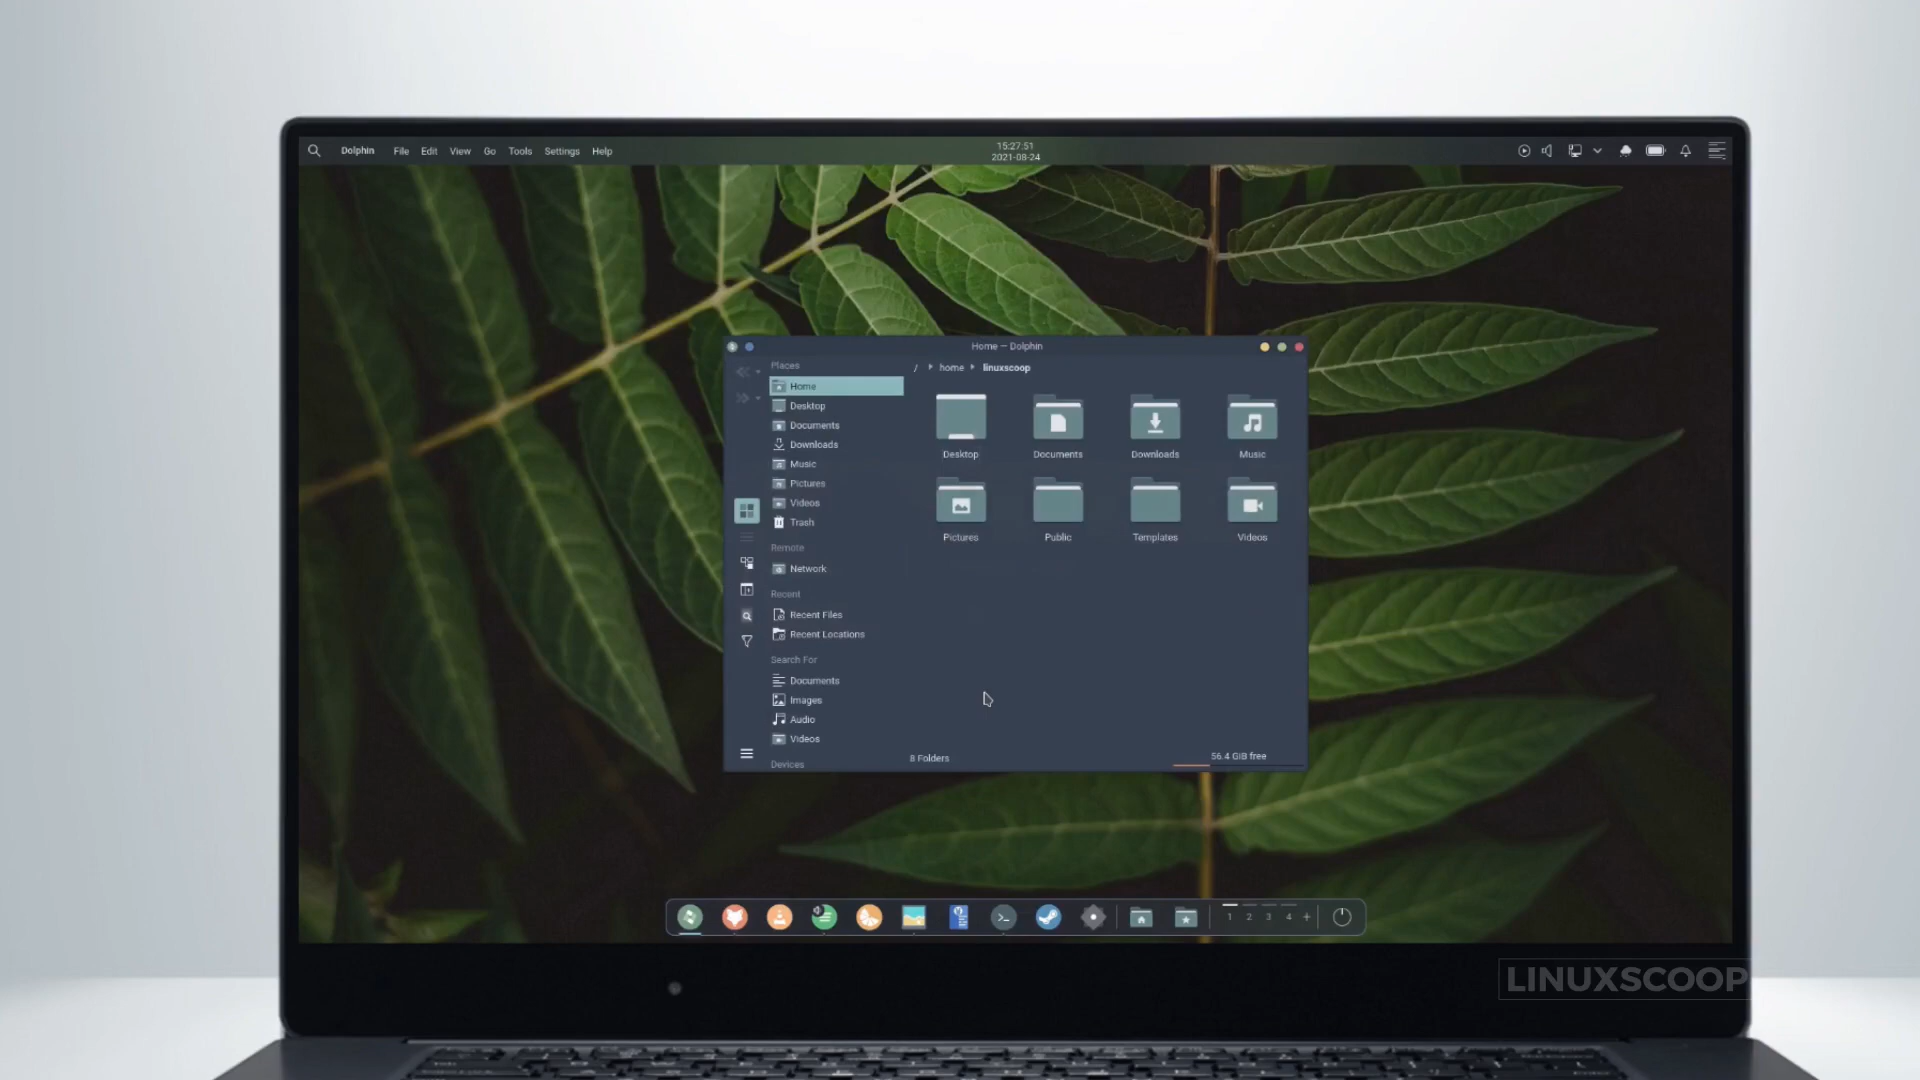 Dolphin File Edit View Go Tools Settings Help
15:27:51
2021-08-24
Home — Dolphin
/ home linuxscoop
Places
Home
Desktop
Documents
Downloads
Music
Pictures
Videos
Trash
Remote
Network
Recent
Recent Files
Recent Locations
Search For
Documents
Images
Audio
Videos
Devices
Desktop Documents Downloads Music
Pictures Public Templates Videos
8 Folders
56.4 GiB free
1 2 3 4 +
LINUXSCOOP